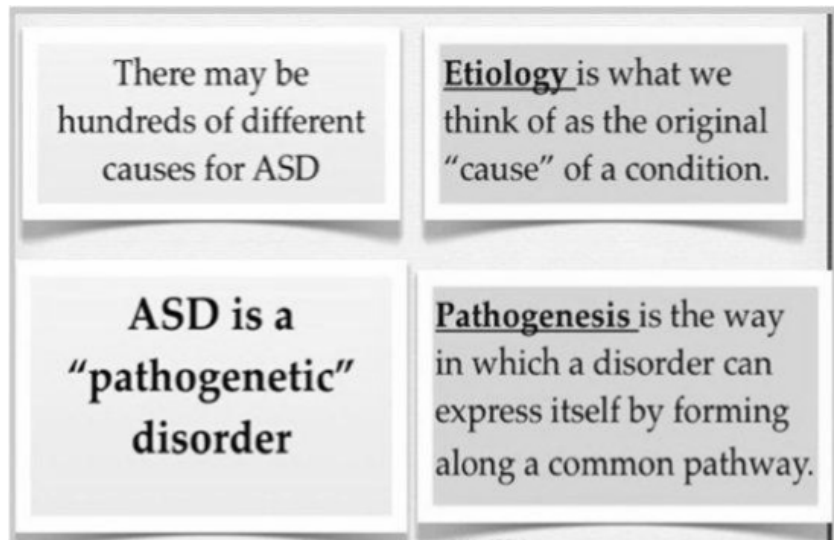 There may be
hundreds of different
causes for ASD
Etiology is what we
think of as the original
“cause” of a condition.
ASD is a
“pathogenetic”
disorder
Pathogenesis is the way
in which a disorder can
express itself by forming
along a common pathway.